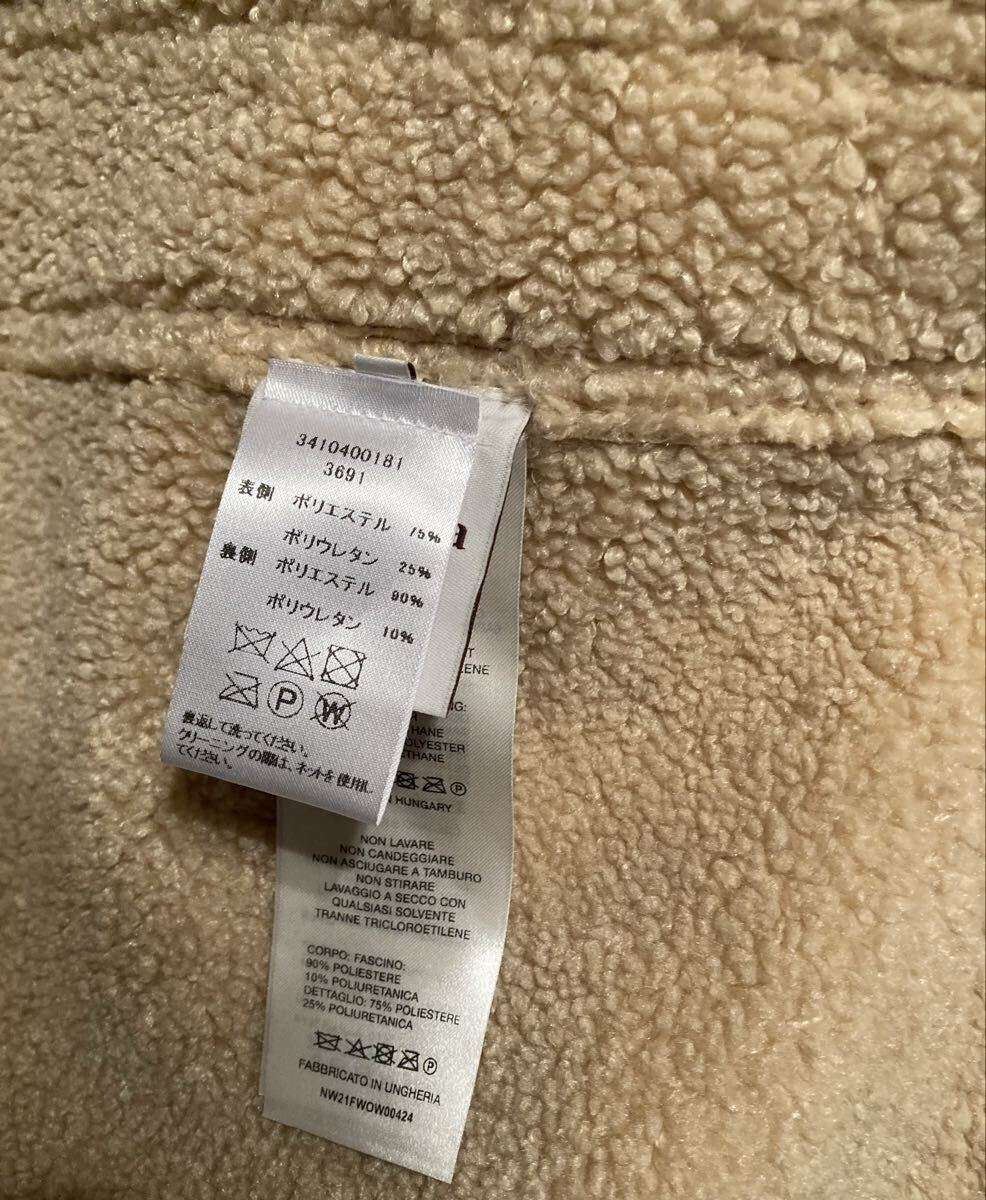 3410400181
3691
表側 ポリエステル 75%
ポリウレタン 25%
裏側 ポリエステル 90%
ポリウレタン 10%
P W
裏返して洗ってください。
クリーニングの際は、ネットを使用し
てください。
a
LENE
NG:
HANE
OLYESTER
THANE
P
HUNGARY
NON LAVARE
NON CANDEGGIARE
NON ASCIUGARE A TAMBURO
NON STIRARE
LAVAGGIO A SECCO CON
QUALSIASI SOLVENTE
TRANNE TRICLOROETILENE
CORPO: FASCINO:
90% POLIESTERE
10% POLIURETANICA
DETTAGLIO: 75% POLIESTERE
25% POLIURETANICA
P
FABBRICATO IN UNGHERIA
NW21FWOW00424